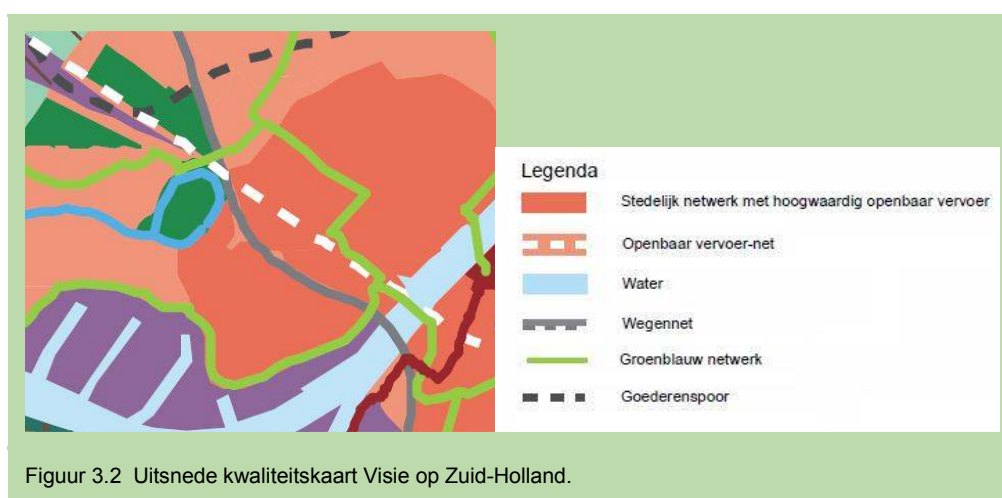 Legenda
Stedelijk netwerk met hoogwaardig openbaar vervoer
Openbaar vervoer-net
Water
Wegennet
Groenblauw netwerk
Goederenspoor
Figuur 3.2 Uitsnede kwaliteitskaart Visie op Zuid-Holland.